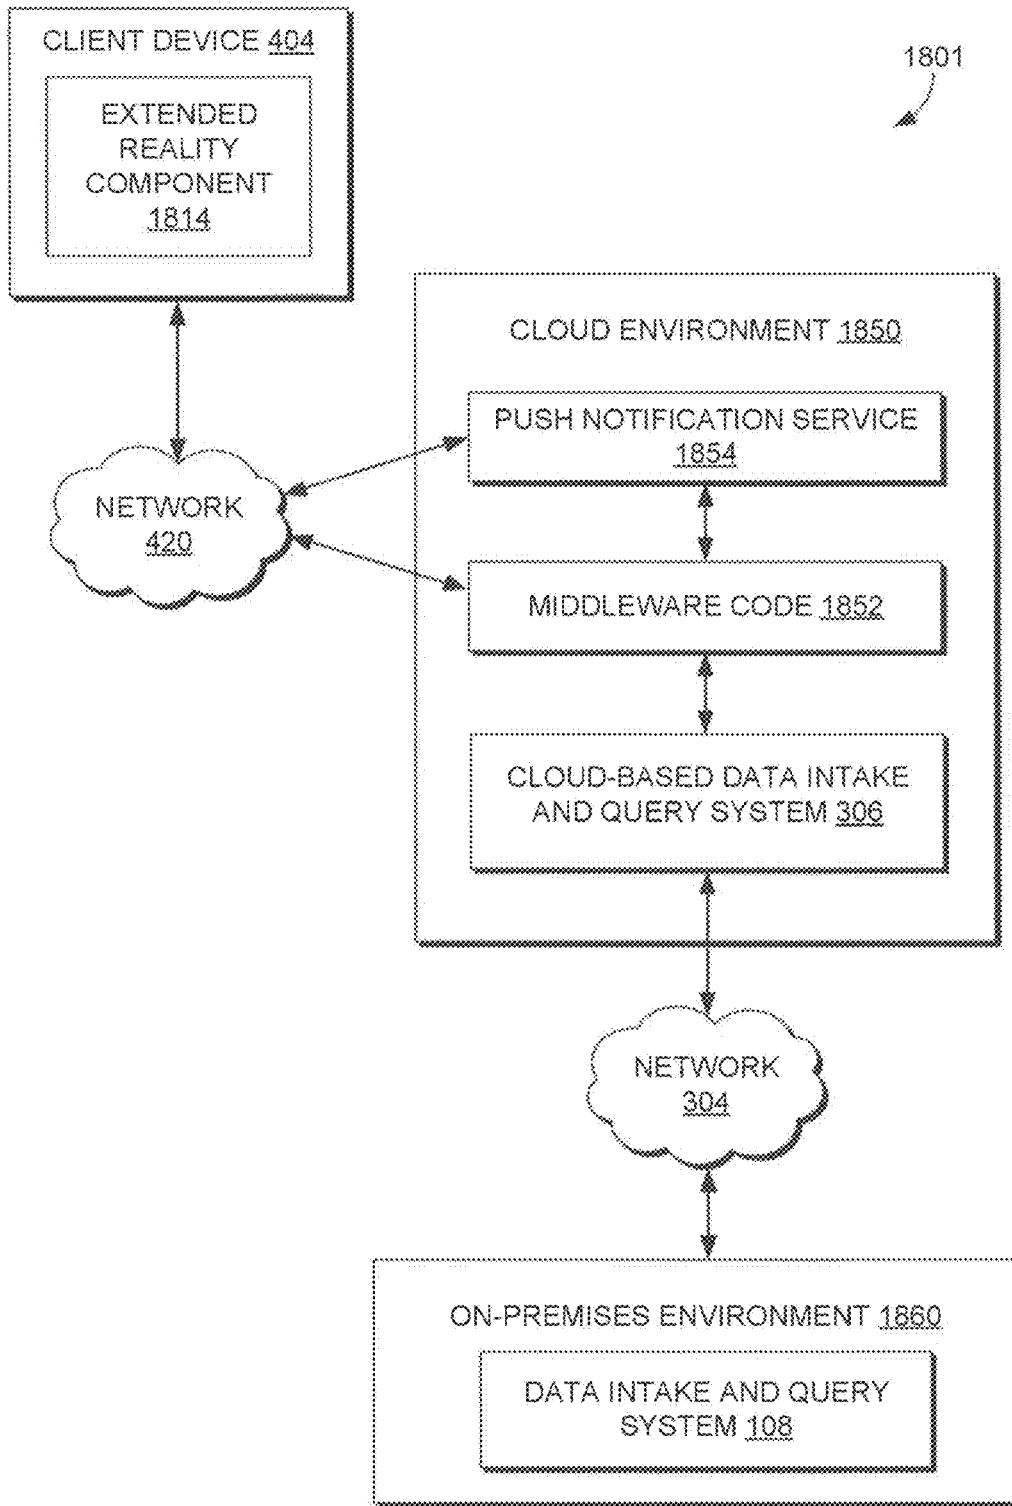 CLIENT DEVICE 404
EXTENDED
REALITY
COMPONENT
1814
1801
CLOUD ENVIRONMENT 1850
PUSH NOTIFICATION SERVICE
1854
NETWORK
420
MIDDLEWARE CODE 1852
CLOUD-BASED DATA INTAKE
AND QUERY SYSTEM 306
NETWORK
304
ON-PREMISES ENVIRONMENT 1860
DATA INTAKE AND QUERY
SYSTEM 108